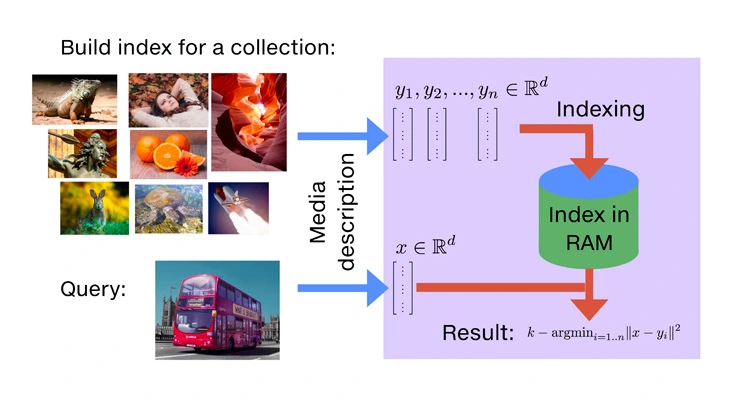 Build index for a collection:
y₁, y₂, ..., yₙ ∈ ℝᵈ
Indexing
Media
description
Index in
RAM
x ∈ ℝᵈ
Query:
Result: k − argminᵢ₌₁..ₙ‖x − yᵢ‖²